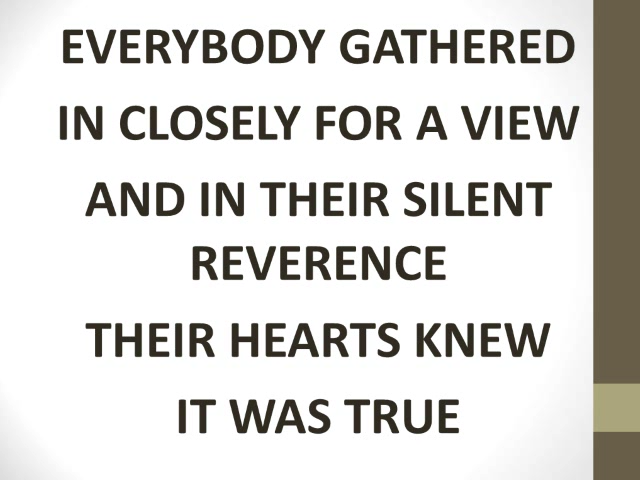 EVERYBODY GATHERED
IN CLOSELY FOR A VIEW
AND IN THEIR SILENT
REVERENCE
THEIR HEARTS KNEW
IT WAS TRUE